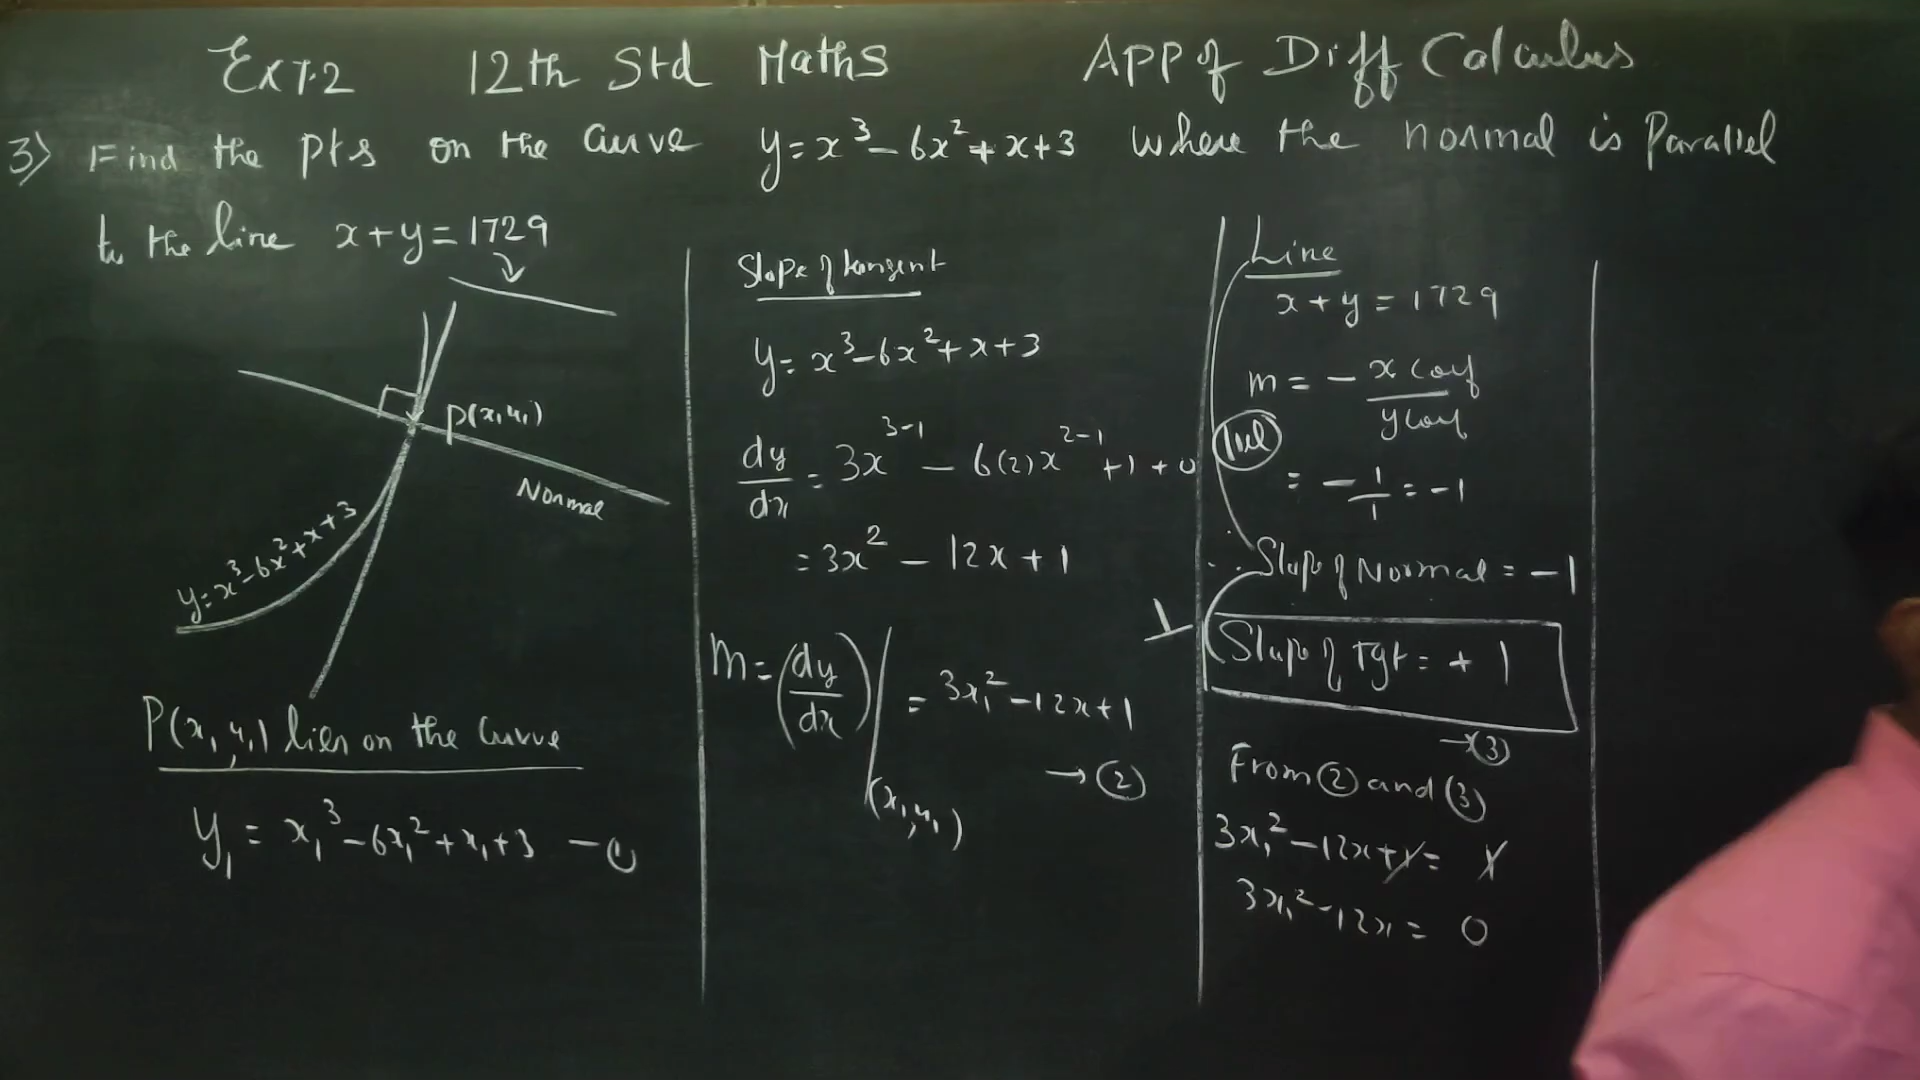 Ex 7.2 12th Std Maths APP of Diff Calculus
3) Find the pts on the curve y = x³ - 6x² + x + 3 where the normal is Parallel
to the line x + y = 1729
P(x₁, y₁)
Normal
y = x³ - 6x² + x + 3
P(x₁, y₁) lies on the curve
y₁ = x₁³ - 6x₁² + x₁ + 3 — ①
Slope of tangent
y = x³ - 6x² + x + 3
dy/dx = 3x³⁻¹ - 6(2)x²⁻¹ + 1 + 0
= 3x² - 12x + 1
m = (dy/dx)|(x₁, y₁) = 3x₁² - 12x + 1
→ ②
Line
x + y = 1729
m = - x coef / y coef
llel
= - 1/1 = -1
∴ Slope of Normal = -1
⊥
Slope of Tgt = + 1
→ ③
From ② and ③
3x₁² - 12x + 1 = 1
3x₁² - 12x₁ = 0